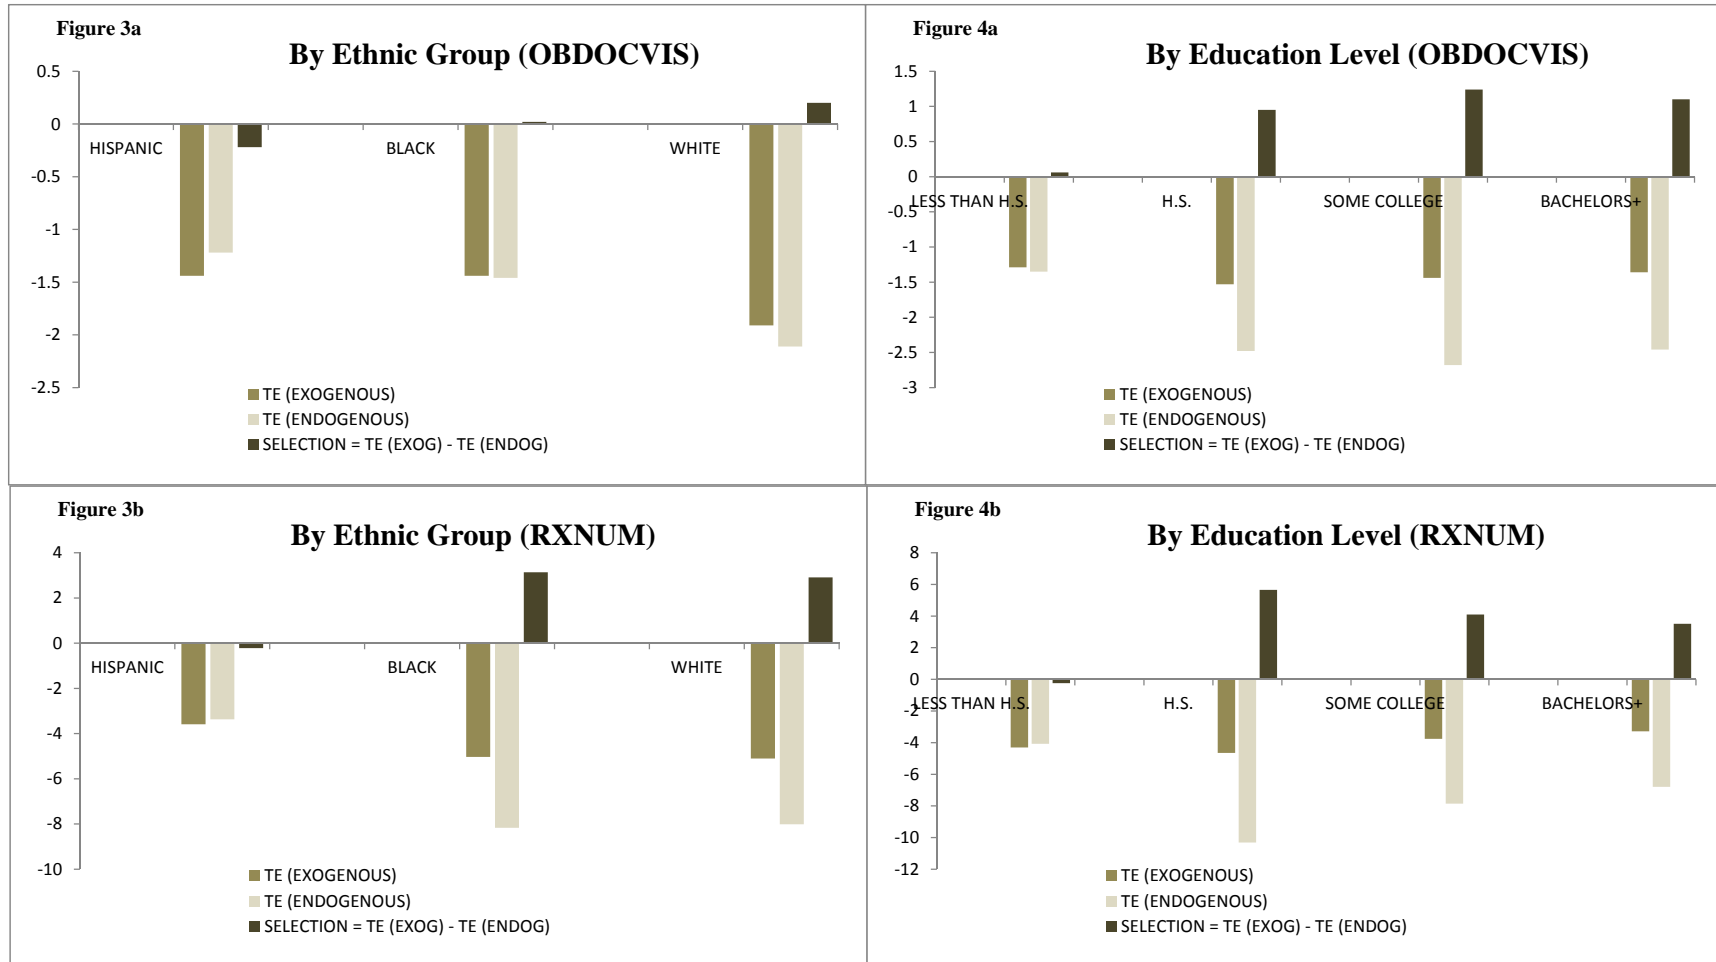 Figure 3a
By Ethnic Group (OBDOCVIS)
0.5
0
-0.5
-1
-1.5
-2
-2.5
HISPANIC
BLACK
WHITE
TE (EXOGENOUS)
TE (ENDOGENOUS)
SELECTION = TE (EXOG) - TE (ENDOG)
Figure 4a
By Education Level (OBDOCVIS)
1.5
1
0.5
0
-0.5
-1
-1.5
-2
-2.5
-3
LESS THAN H.S.
H.S.
SOME COLLEGE
BACHELORS+
TE (EXOGENOUS)
TE (ENDOGENOUS)
SELECTION = TE (EXOG) - TE (ENDOG)
Figure 3b
By Ethnic Group (RXNUM)
4
2
0
-2
-4
-6
-8
-10
HISPANIC
BLACK
WHITE
TE (EXOGENOUS)
TE (ENDOGENOUS)
SELECTION = TE (EXOG) - TE (ENDOG)
Figure 4b
By Education Level (RXNUM)
8
6
4
2
0
-2
-4
-6
-8
-10
-12
LESS THAN H.S.
H.S.
SOME COLLEGE
BACHELORS+
TE (EXOGENOUS)
TE (ENDOGENOUS)
SELECTION = TE (EXOG) - TE (ENDOG)